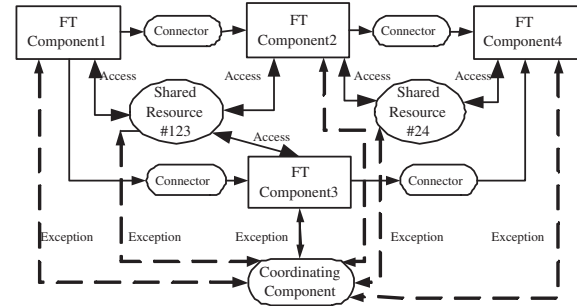 FT
Component1
Connector
FT
Component2
Connector
FT
Component4
Access
Access
Access
Access
Shared
Resource
#123
Shared
Resource
#24
Access
Connector
FT
Component3
Connector
Exception
Exception
Exception
Exception
Exception
Coordinating
Component